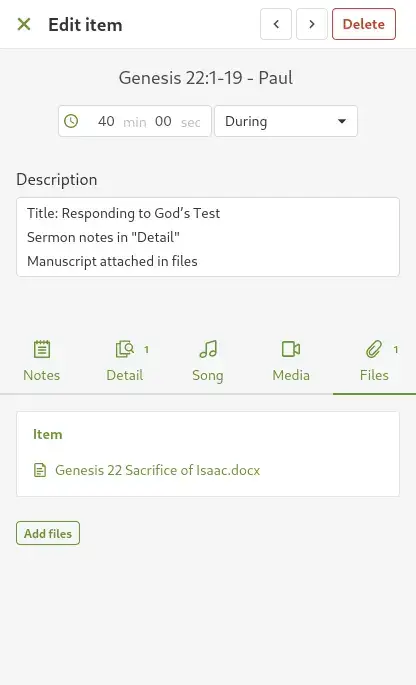 Edit item
Delete
Genesis 22:1-19 - Paul
40 min 00 sec
During
Description
Title: Responding to God’s Test
Sermon notes in "Detail"
Manuscript attached in files
Notes
Detail 1
Song
Media
Files 1
Item
Genesis 22 Sacrifice of Isaac.docx
Add files